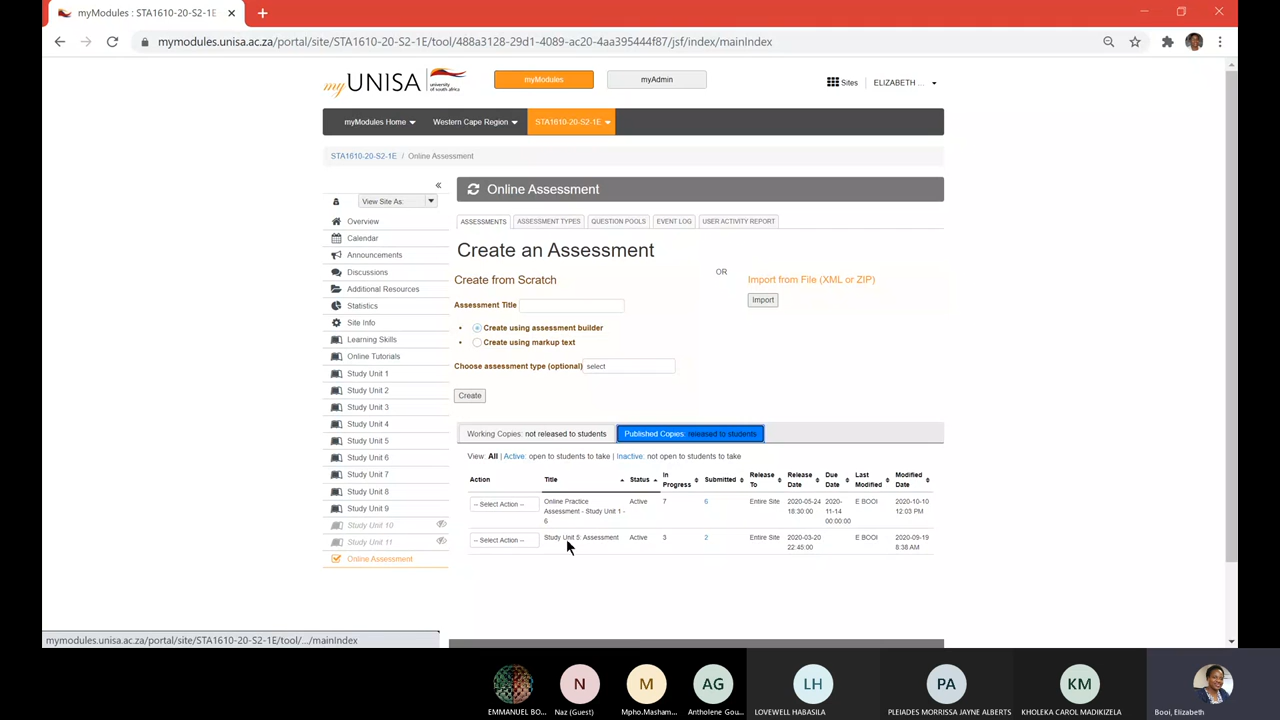 myModules : STA1610-20-S2-1E
mymodules.unisa.ac.za/portal/site/STA1610-20-S2-1E/tool/488a3128-29d1-4089-ac20-4aa395444f87/jsf/index/mainIndex
my UNISA university of south africa
myModules
myAdmin
Sites
ELIZABETH ...
myModules Home
Western Cape Region
STA1610-20-S2-1E
STA1610-20-S2-1E / Online Assessment
«
View Site As:
Overview
Calendar
Announcements
Discussions
Additional Resources
Statistics
Site Info
Learning Skills
Online Tutorials
Study Unit 1
Study Unit 2
Study Unit 3
Study Unit 4
Study Unit 5
Study Unit 6
Study Unit 7
Study Unit 8
Study Unit 9
Study Unit 10
Study Unit 11
Online Assessment
Online Assessment
ASSESSMENTS ASSESSMENT TYPES QUESTION POOLS EVENT LOG USER ACTIVITY REPORT
Create an Assessment
Create from Scratch
OR
Import from File (XML or ZIP)
Import
Assessment Title
Create using assessment builder
Create using markup text
Choose assessment type (optional) select
Create
Working Copies: not released to students
Published Copies: released to students
View: All | Active: open to students to take | Inactive: not open to students to take
Action Title Status In Progress Submitted Release To Release Date Due Date Last Modified Modified Date
-- Select Action -- Online Practice Assessment - Study Unit 1 - 6 Active 7 6 Entire Site 2020-05-24 18:30:00 2020-11-14 00:00:00 E BOOI 2020-10-10 12:03 PM
-- Select Action -- Study Unit 5: Assessment Active 3 2 Entire Site 2020-03-20 22:45:00 E BOOI 2020-09-19 8:38 AM
mymodules.unisa.ac.za/portal/site/STA1610-20-S2-1E/tool/.../mainIndex
N
M
AG
LH
PA
KM
EMMANUEL BO...
Naz (Guest)
Mpho.Masham...
Antholene Gou...
LOVEWELL HABASILA
PLEIADES MORRISSA JAYNE ALBERTS
KHOLEKA CAROL MADIKIZELA
Booi, Elizabeth